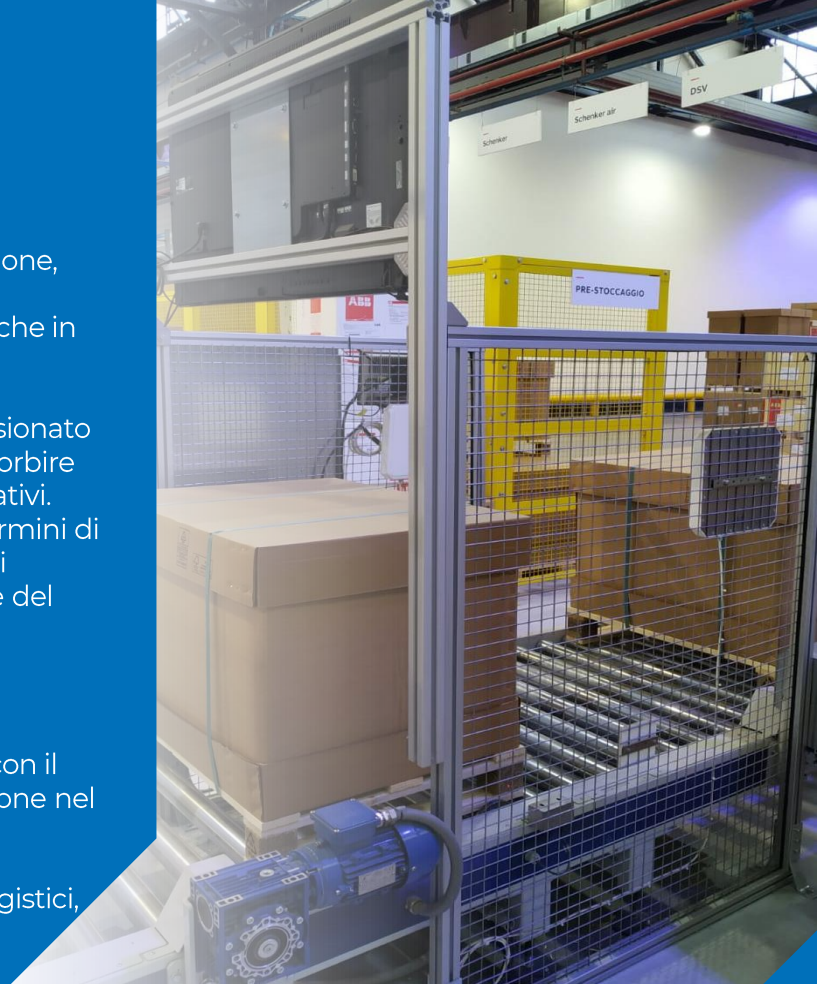 one,
che in
sionato
orbire
ativi.
rmini di
i
e del
con il
one nel
gistici,
Schenker
Schenker air
DSV
PRE-STOCCAGGIO
ABB